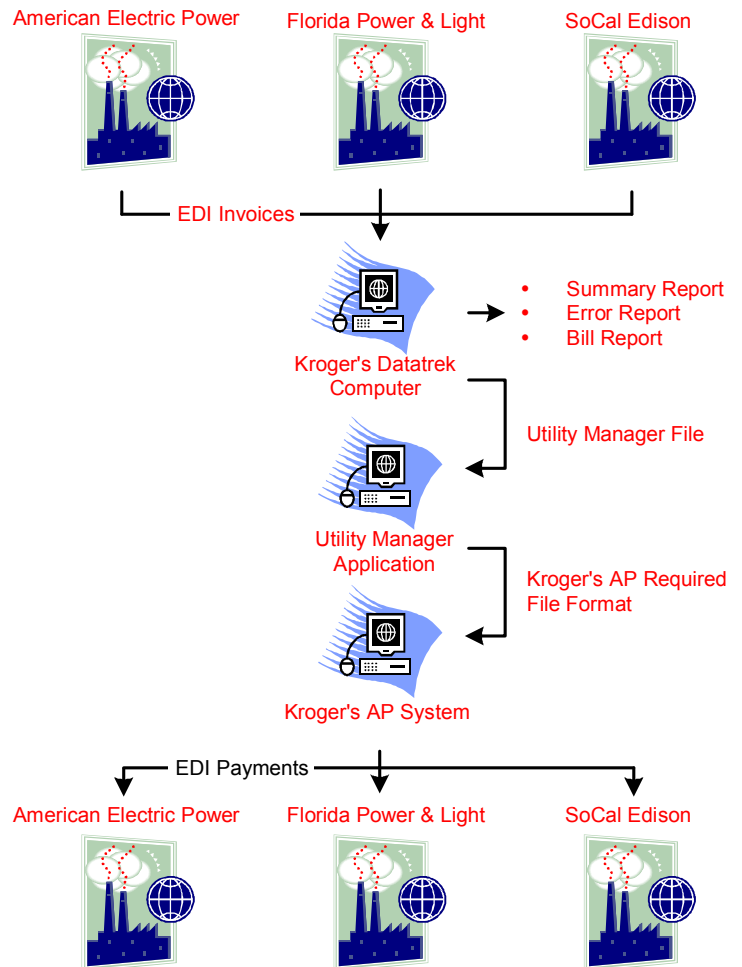 American Electric Power
Florida Power & Light
SoCal Edison
EDI Invoices
• Summary Report
• Error Report
• Bill Report
Kroger's Datatrek
Computer
Utility Manager File
Utility Manager
Application
Kroger's AP Required
File Format
Kroger's AP System
EDI Payments
American Electric Power
Florida Power & Light
SoCal Edison